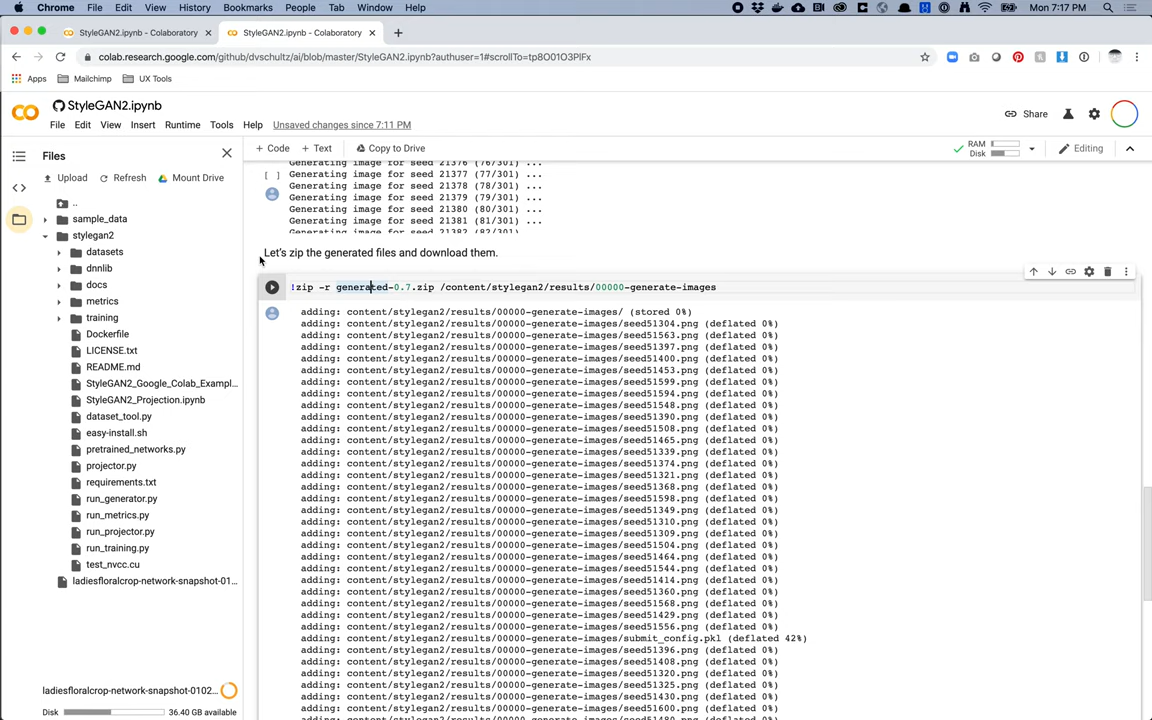 Chrome File Edit View History Bookmarks People Tab Window Help Mon 7:17 PM
StyleGAN2.ipynb - Colaboratory × StyleGAN2.ipynb - Colaboratory × +
colab.research.google.com/github/dvschultz/ai/blob/master/StyleGAN2.ipynb?authuser=1#scrollTo=tp8O01O3PlFx
Apps Mailchimp UX Tools
StyleGAN2.ipynb
Share
File Edit View Insert Runtime Tools Help Unsaved changes since 7:11 PM
+ Code + Text Copy to Drive
RAM
Disk
Editing
Files
Upload Refresh Mount Drive
..
sample_data
stylegan2
datasets
dnnlib
docs
metrics
training
Dockerfile
LICENSE.txt
README.md
StyleGAN2_Google_Colab_Exampl...
StyleGAN2_Projection.ipynb
dataset_tool.py
easy-install.sh
pretrained_networks.py
projector.py
requirements.txt
run_generator.py
run_metrics.py
run_projector.py
run_training.py
test_nvcc.cu
ladiesfloralcrop-network-snapshot-01...
ladiesfloralcrop-network-snapshot-0102...
Disk 36.40 GB available
Generating image for seed 21376 (76/301) ...
[ ] Generating image for seed 21377 (77/301) ...
Generating image for seed 21378 (78/301) ...
Generating image for seed 21379 (79/301) ...
Generating image for seed 21380 (80/301) ...
Generating image for seed 21381 (81/301) ...
Generating image for seed 21382 (82/301) ...
Let's zip the generated files and download them.
!zip -r generated-0.7.zip /content/stylegan2/results/00000-generate-images
adding: content/stylegan2/results/00000-generate-images/ (stored 0%)
adding: content/stylegan2/results/00000-generate-images/seed51304.png (deflated 0%)
adding: content/stylegan2/results/00000-generate-images/seed51563.png (deflated 0%)
adding: content/stylegan2/results/00000-generate-images/seed51397.png (deflated 0%)
adding: content/stylegan2/results/00000-generate-images/seed51400.png (deflated 0%)
adding: content/stylegan2/results/00000-generate-images/seed51453.png (deflated 0%)
adding: content/stylegan2/results/00000-generate-images/seed51599.png (deflated 0%)
adding: content/stylegan2/results/00000-generate-images/seed51594.png (deflated 0%)
adding: content/stylegan2/results/00000-generate-images/seed51548.png (deflated 0%)
adding: content/stylegan2/results/00000-generate-images/seed51390.png (deflated 0%)
adding: content/stylegan2/results/00000-generate-images/seed51508.png (deflated 0%)
adding: content/stylegan2/results/00000-generate-images/seed51465.png (deflated 0%)
adding: content/stylegan2/results/00000-generate-images/seed51339.png (deflated 0%)
adding: content/stylegan2/results/00000-generate-images/seed51374.png (deflated 0%)
adding: content/stylegan2/results/00000-generate-images/seed51321.png (deflated 0%)
adding: content/stylegan2/results/00000-generate-images/seed51368.png (deflated 0%)
adding: content/stylegan2/results/00000-generate-images/seed51598.png (deflated 0%)
adding: content/stylegan2/results/00000-generate-images/seed51349.png (deflated 0%)
adding: content/stylegan2/results/00000-generate-images/seed51310.png (deflated 0%)
adding: content/stylegan2/results/00000-generate-images/seed51309.png (deflated 0%)
adding: content/stylegan2/results/00000-generate-images/seed51504.png (deflated 0%)
adding: content/stylegan2/results/00000-generate-images/seed51464.png (deflated 0%)
adding: content/stylegan2/results/00000-generate-images/seed51544.png (deflated 0%)
adding: content/stylegan2/results/00000-generate-images/seed51414.png (deflated 0%)
adding: content/stylegan2/results/00000-generate-images/seed51360.png (deflated 0%)
adding: content/stylegan2/results/00000-generate-images/seed51568.png (deflated 0%)
adding: content/stylegan2/results/00000-generate-images/seed51429.png (deflated 0%)
adding: content/stylegan2/results/00000-generate-images/seed51556.png (deflated 0%)
adding: content/stylegan2/results/00000-generate-images/submit_config.pkl (deflated 42%)
adding: content/stylegan2/results/00000-generate-images/seed51396.png (deflated 0%)
adding: content/stylegan2/results/00000-generate-images/seed51408.png (deflated 0%)
adding: content/stylegan2/results/00000-generate-images/seed51320.png (deflated 0%)
adding: content/stylegan2/results/00000-generate-images/seed51325.png (deflated 0%)
adding: content/stylegan2/results/00000-generate-images/seed51430.png (deflated 0%)
adding: content/stylegan2/results/00000-generate-images/seed51600.png (deflated 0%)
adding: content/stylegan2/results/00000-generate-images/seed51480.png (deflated 0%)